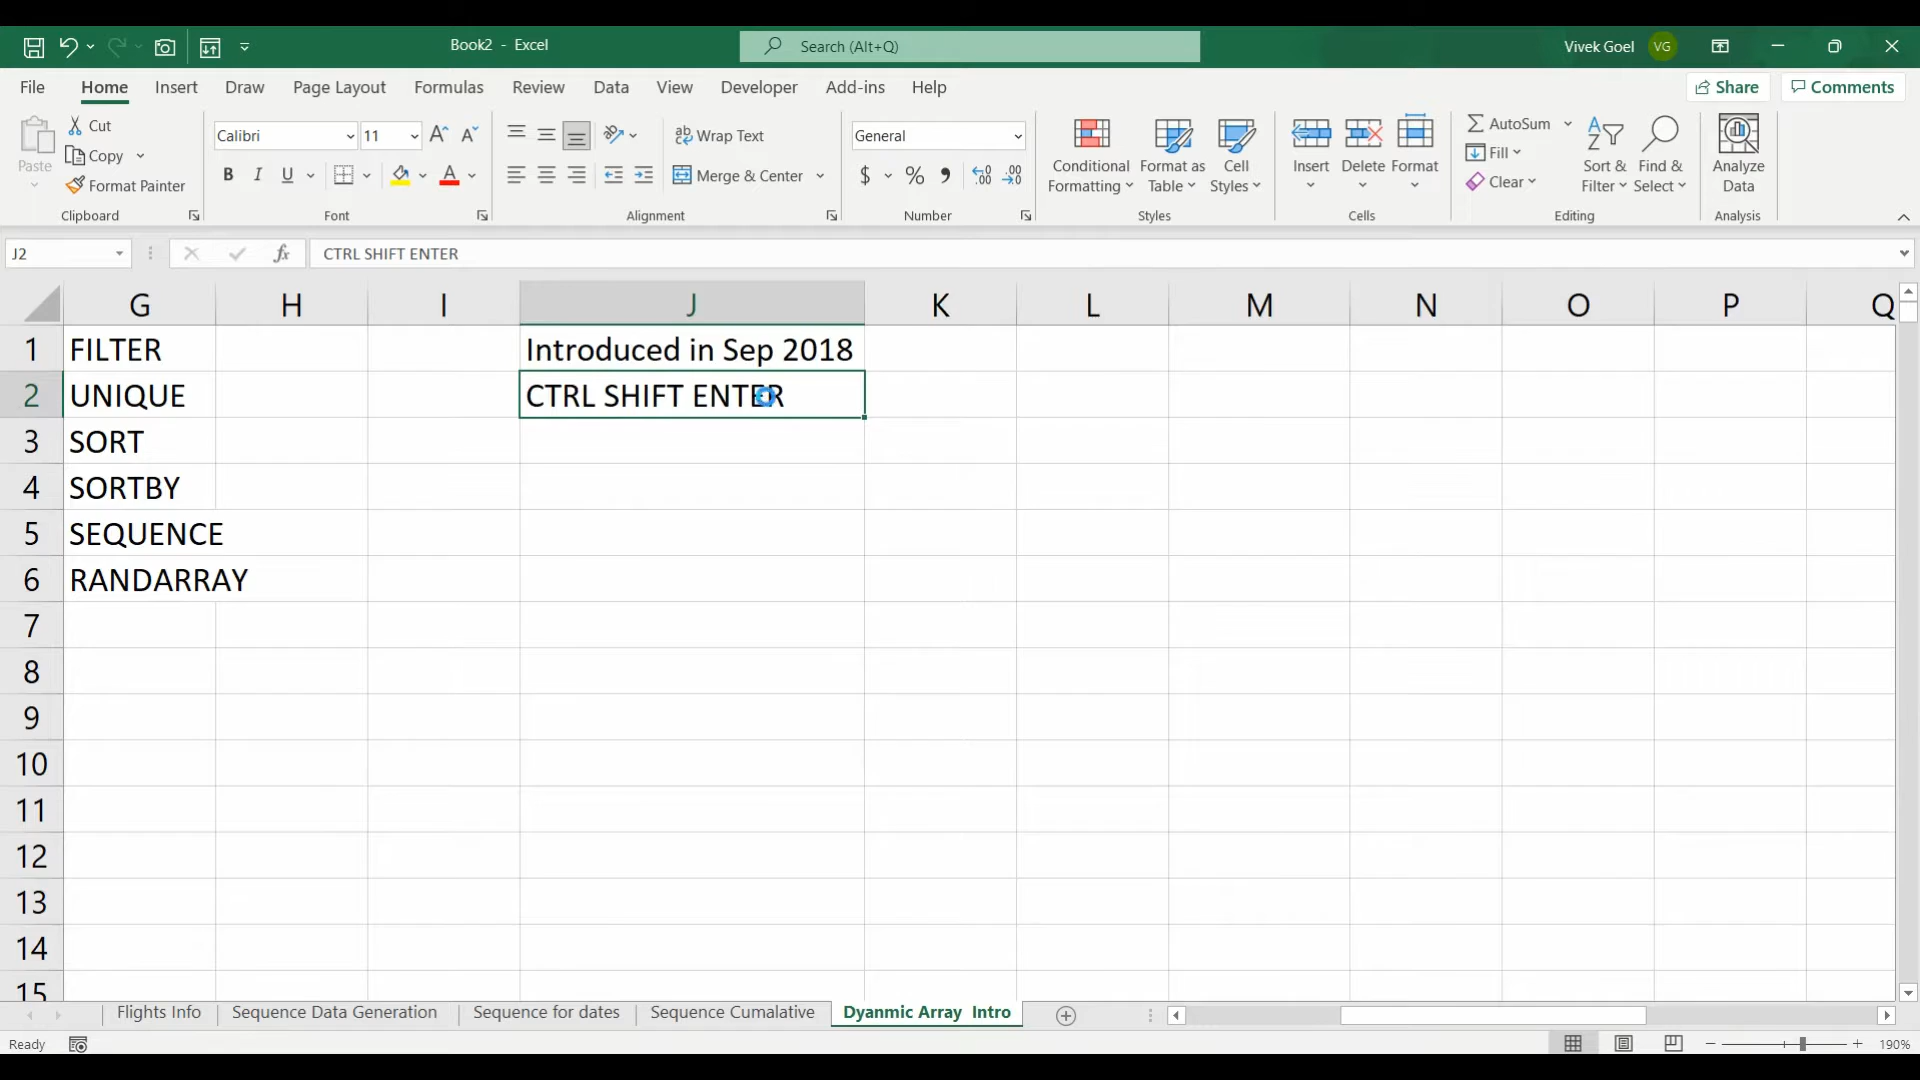 Book2 - Excel
Search (Alt+Q)
Vivek Goel VG
File Home Insert Draw Page Layout Formulas Review Data View Developer Add-ins Help
Share Comments
Paste
Cut
Copy
Format Painter
Clipboard
Calibri 11
B I U
Font
Wrap Text
Merge & Center
Alignment
General
$ % ,
Number
Conditional Formatting
Format as Table
Cell Styles
Styles
Insert Delete Format
Cells
AutoSum
Fill
Clear
Sort & Filter
Find & Select
Editing
Analyze Data
Analysis
J2 fx CTRL SHIFT ENTER
G H I J K L M N O P Q
1 FILTER Introduced in Sep 2018
2 UNIQUE CTRL SHIFT ENTER
3 SORT
4 SORTBY
5 SEQUENCE
6 RANDARRAY
7
8
9
10
11
12
13
14
15
Flights Info Sequence Data Generation Sequence for dates Sequence Cumalative Dyanmic Array Intro
Ready 190%